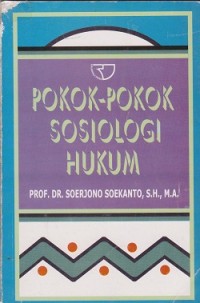 POKOK-POKOK
SOSIOLOGI
HUKUM
PROF. DR. SOERJONO SOEKANTO, S.H., M.A.